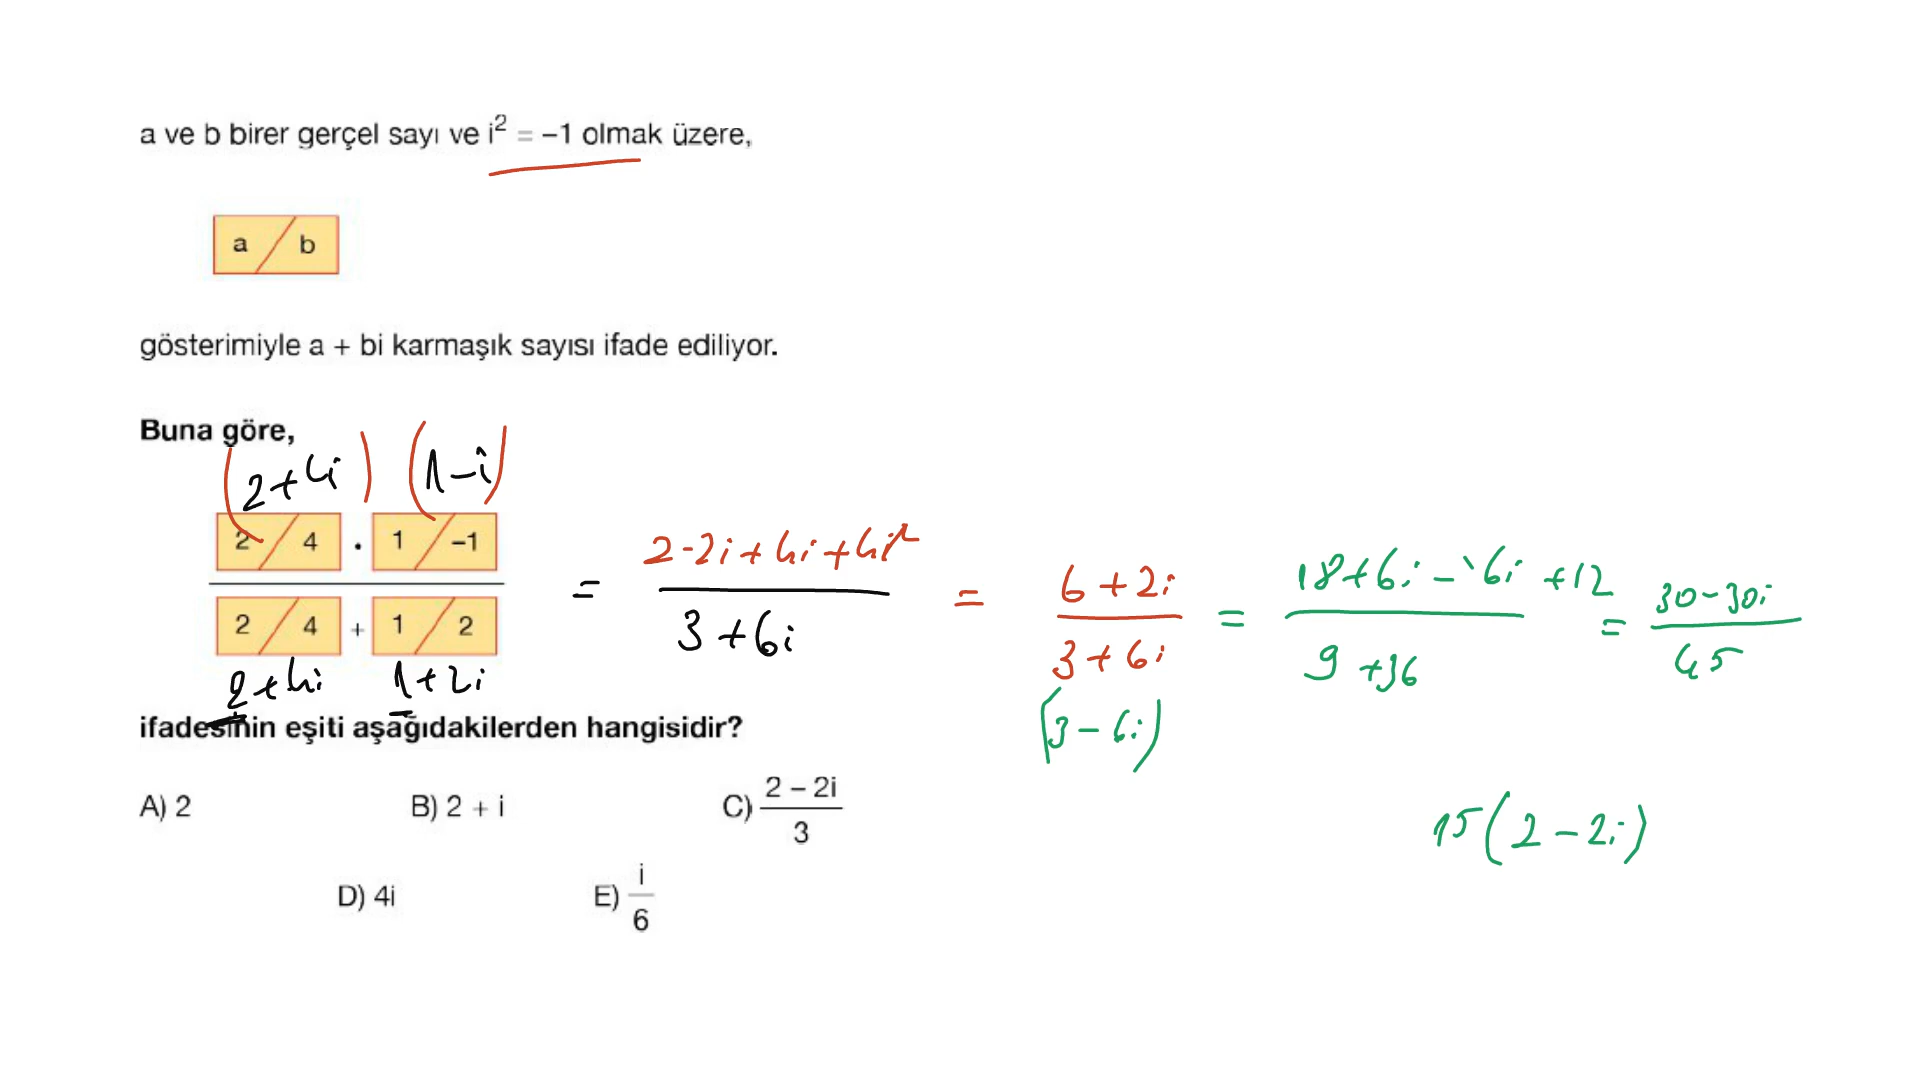 a ve b birer gerçel sayı ve i² = −1 olmak üzere,
a / b
gösterimiyle a + bi karmaşık sayısı ifade ediliyor.
Buna göre,
(2+4i) (1−i)
2 / 4 · 1 / −1
2 / 4 + 1 / 2
2+4i 1+2i
= 2-2i+4i+4i²
3+6i
= 6+2i
3+6i
(3−6i)
= 18+6i−6i+12
9+36
= 30−30i
45
15(2−2i)
ifadesinin eşiti aşağıdakilerden hangisidir?
A) 2 B) 2 + i C) 2 − 2i
3
D) 4i E) i
6